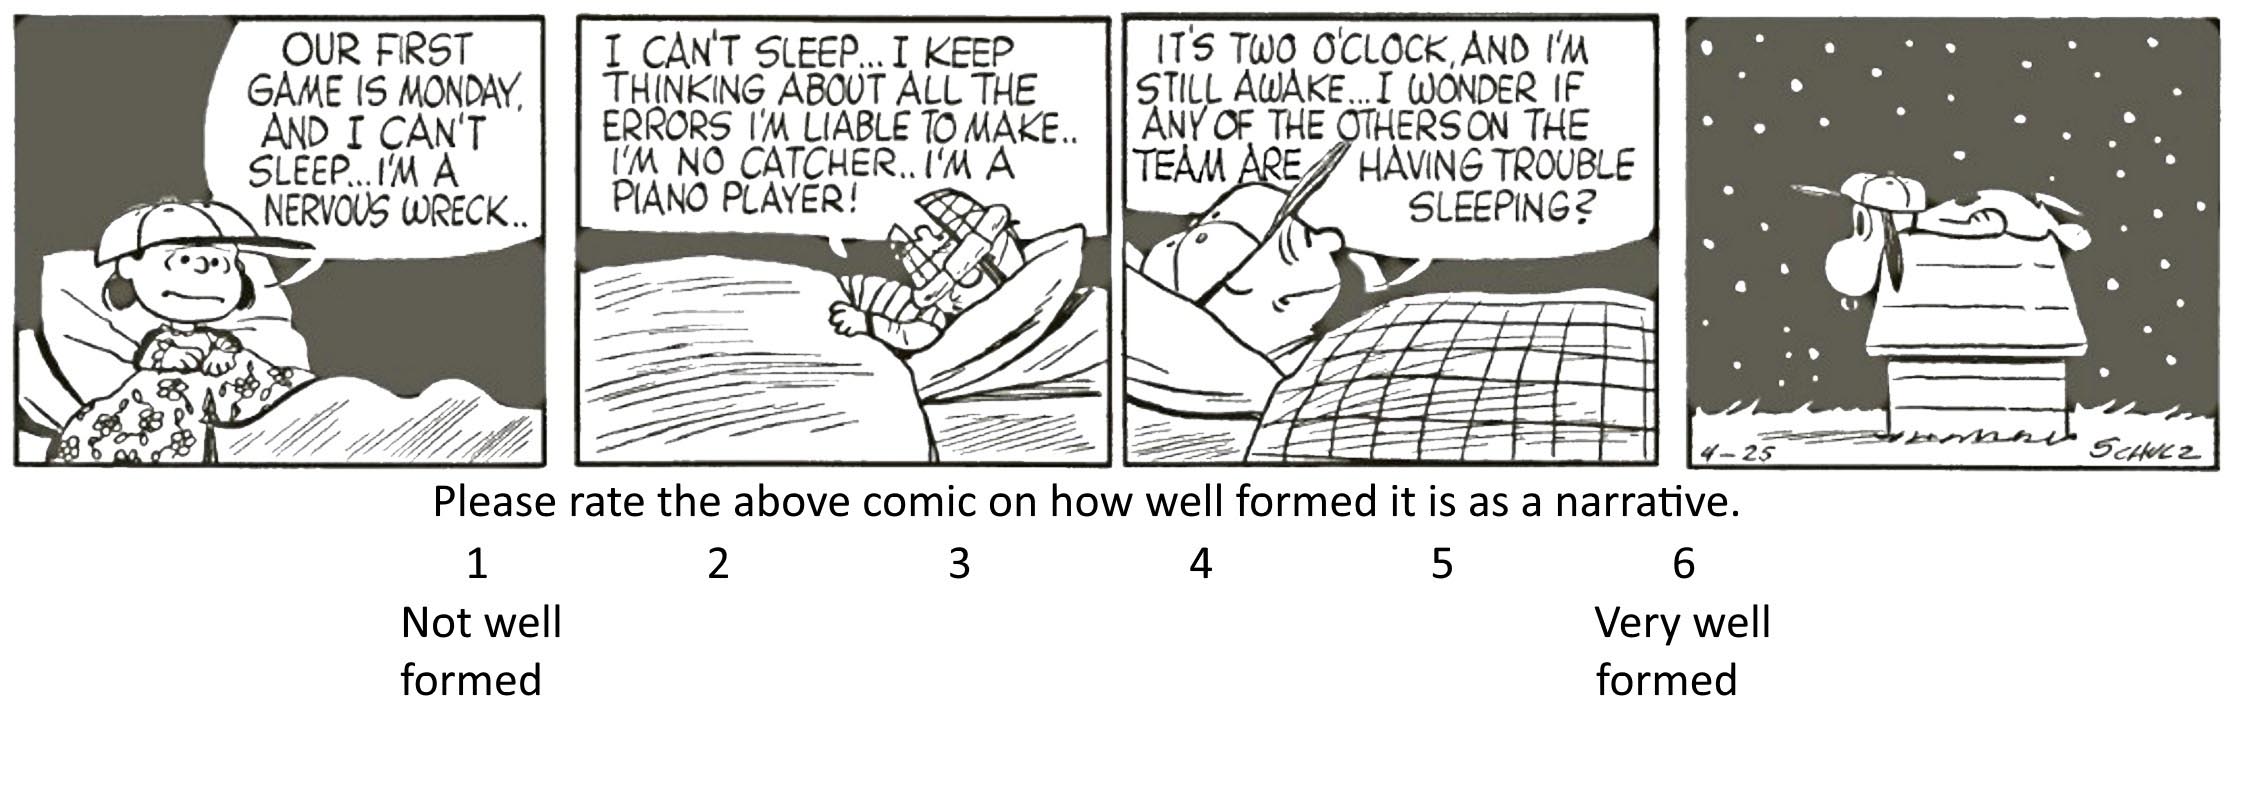 OUR FIRST
GAME IS MONDAY,
AND I CAN'T
SLEEP...I'M A
NERVOUS WRECK..
I CAN'T SLEEP...I KEEP
THINKING ABOUT ALL THE
ERRORS I'M LIABLE TO MAKE..
I'M NO CATCHER..I'M A
PIANO PLAYER!
IT'S TWO O'CLOCK, AND I'M
STILL AWAKE...I WONDER IF
ANY OF THE OTHERS ON THE
TEAM ARE HAVING TROUBLE
SLEEPING?
4-25 SCHULZ
Please rate the above comic on how well formed it is as a narrative.
1 2 3 4 5 6
Not well Very well
formed formed